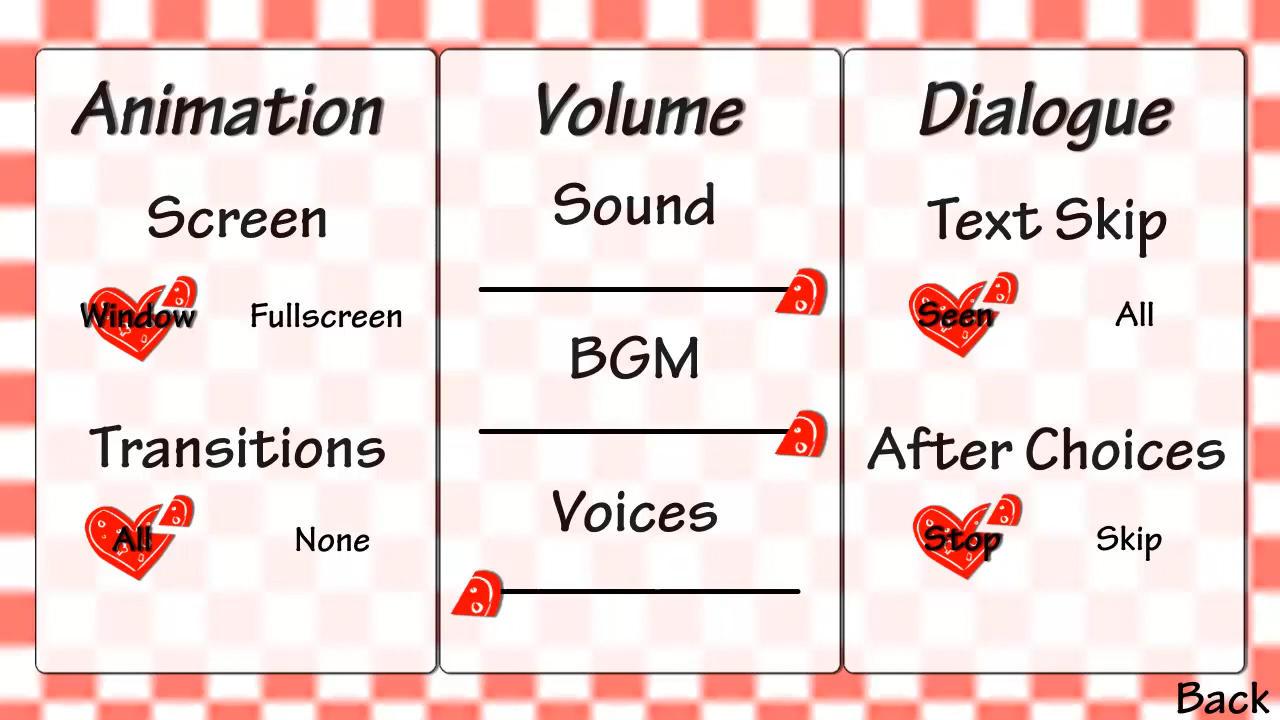 Animation
Screen
Window Fullscreen
Transitions
All None
Volume
Sound
BGM
Voices
Dialogue
Text Skip
Seen All
After Choices
Stop Skip
Back